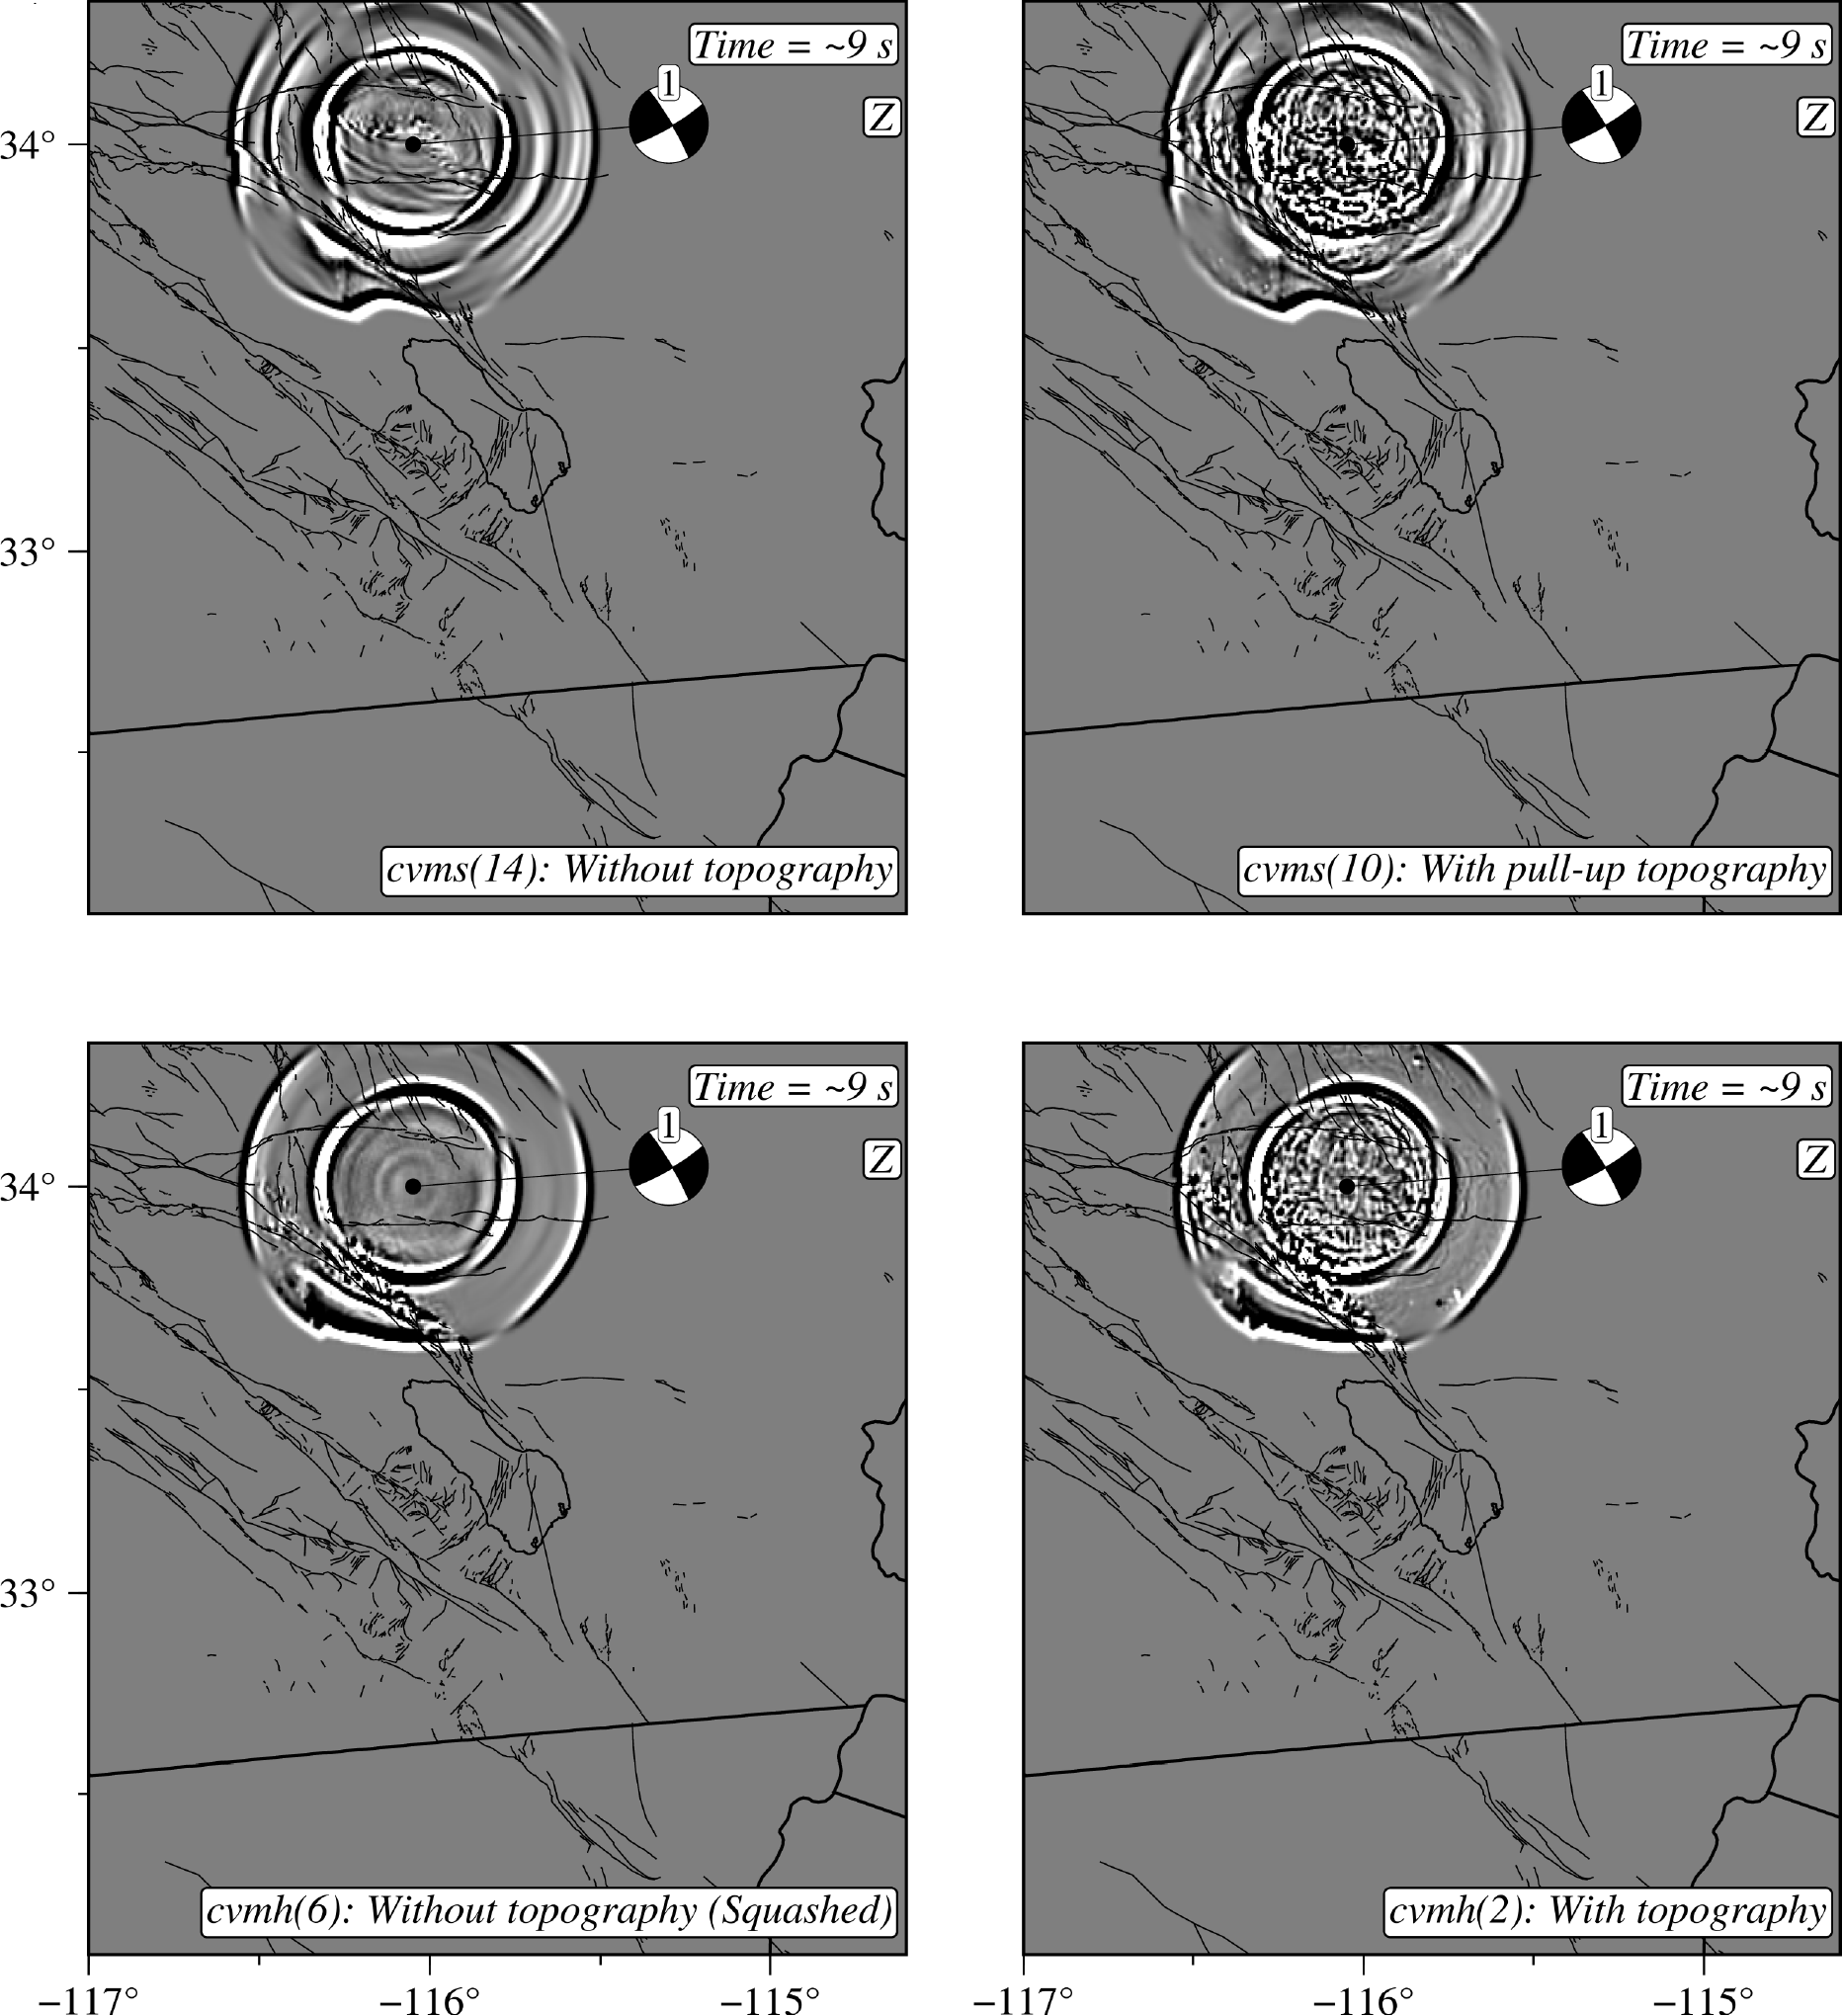 Time = ~9 s
Time = ~9 s
1
1
Z
Z
34°
33°
cvms(14): Without topography
cvms(10): With pull-up topography
Time = ~9 s
Time = ~9 s
1
1
Z
Z
34°
33°
cvmh(6): Without topography (Squashed)
cvmh(2): With topography
−117°
−116°
−115°
−117°
−116°
−115°